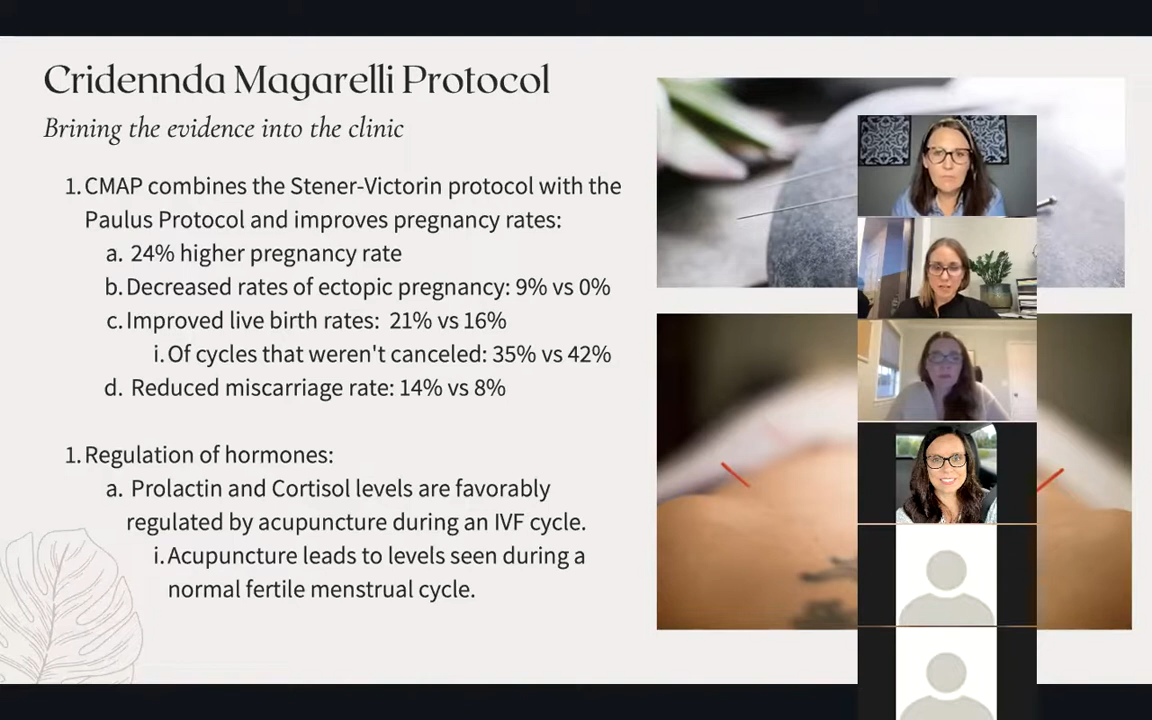 Cridennda Magarelli Protocol
Brining the evidence into the clinic
1. CMAP combines the Stener-Victorin protocol with the
Paulus Protocol and improves pregnancy rates:
a. 24% higher pregnancy rate
b. Decreased rates of ectopic pregnancy: 9% vs 0%
c. Improved live birth rates: 21% vs 16%
i. Of cycles that weren't canceled: 35% vs 42%
d. Reduced miscarriage rate: 14% vs 8%
1. Regulation of hormones:
a. Prolactin and Cortisol levels are favorably
regulated by acupuncture during an IVF cycle.
i. Acupuncture leads to levels seen during a
normal fertile menstrual cycle.